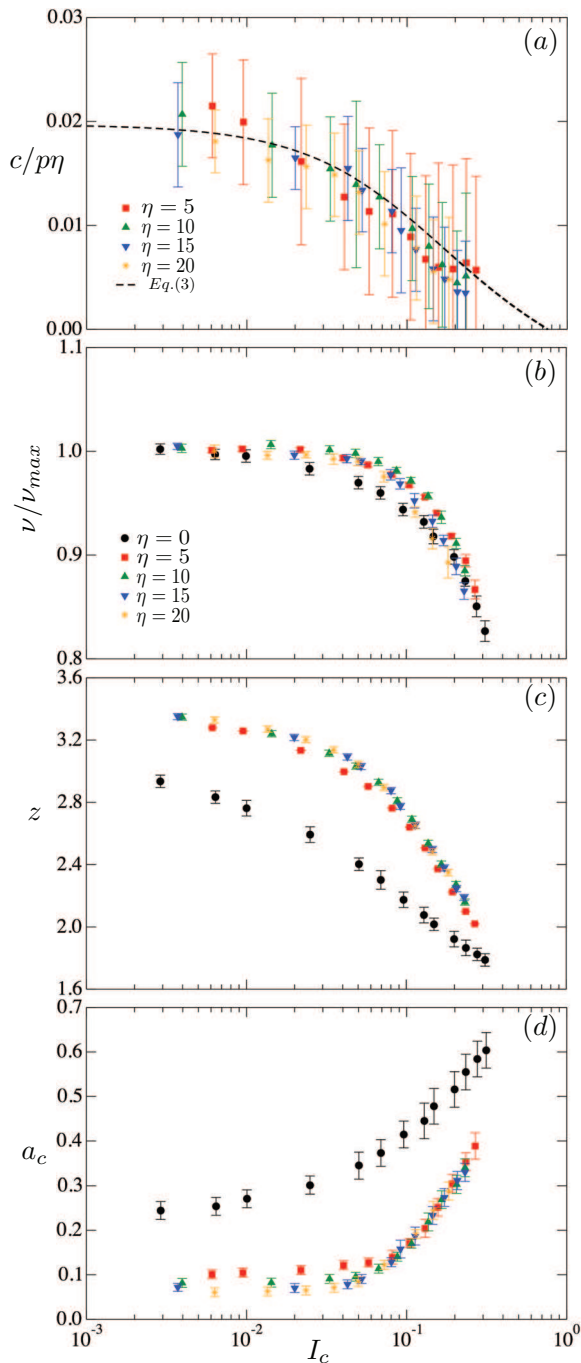 0.03
(a)
0.02
c/pη
0.01
η = 5
η = 10
η = 15
η = 20
Eq.(3)
0.00
1.1
(b)
1.0
ν/ν_max
0.9
η = 0
η = 5
η = 10
η = 15
η = 20
0.8
3.6
(c)
3.2
2.8
z
2.4
2.0
1.6
0.7
(d)
0.6
0.5
0.4
a_c
0.3
0.2
0.1
0.0
10⁻³ 10⁻² 10⁻¹ 10⁰
I_c